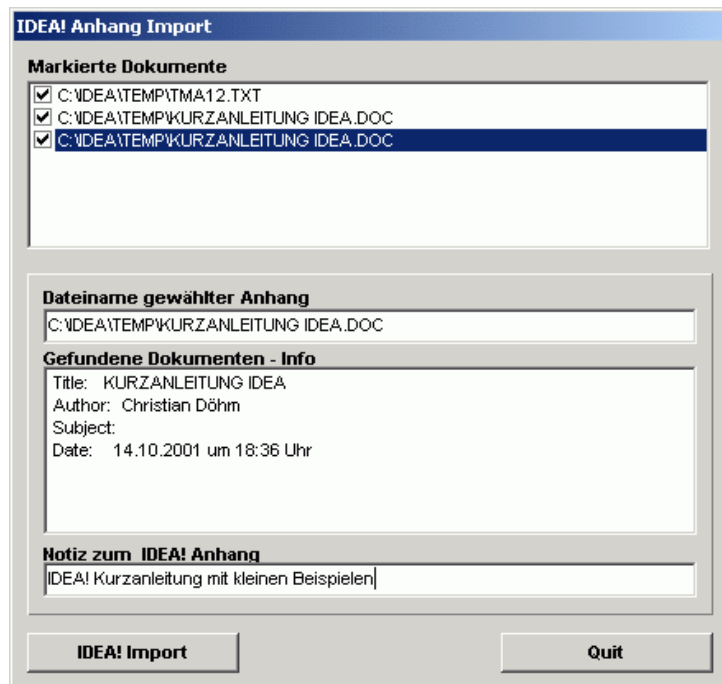 IDEA! Anhang Import
Markierte Dokumente
C:\IDEA\TEMP\TMA12.TXT
C:\IDEA\TEMP\KURZANLEITUNG IDEA.DOC
C:\IDEA\TEMP\KURZANLEITUNG IDEA.DOC
Dateiname gewählter Anhang
C:\IDEA\TEMP\KURZANLEITUNG IDEA.DOC
Gefundene Dokumenten - Info
Title: KURZANLEITUNG IDEA
Author: Christian Döhm
Subject:
Date: 14.10.2001 um 18:36 Uhr
Notiz zum IDEA! Anhang
IDEA! Kurzanleitung mit kleinen Beispielen
IDEA! Import Quit